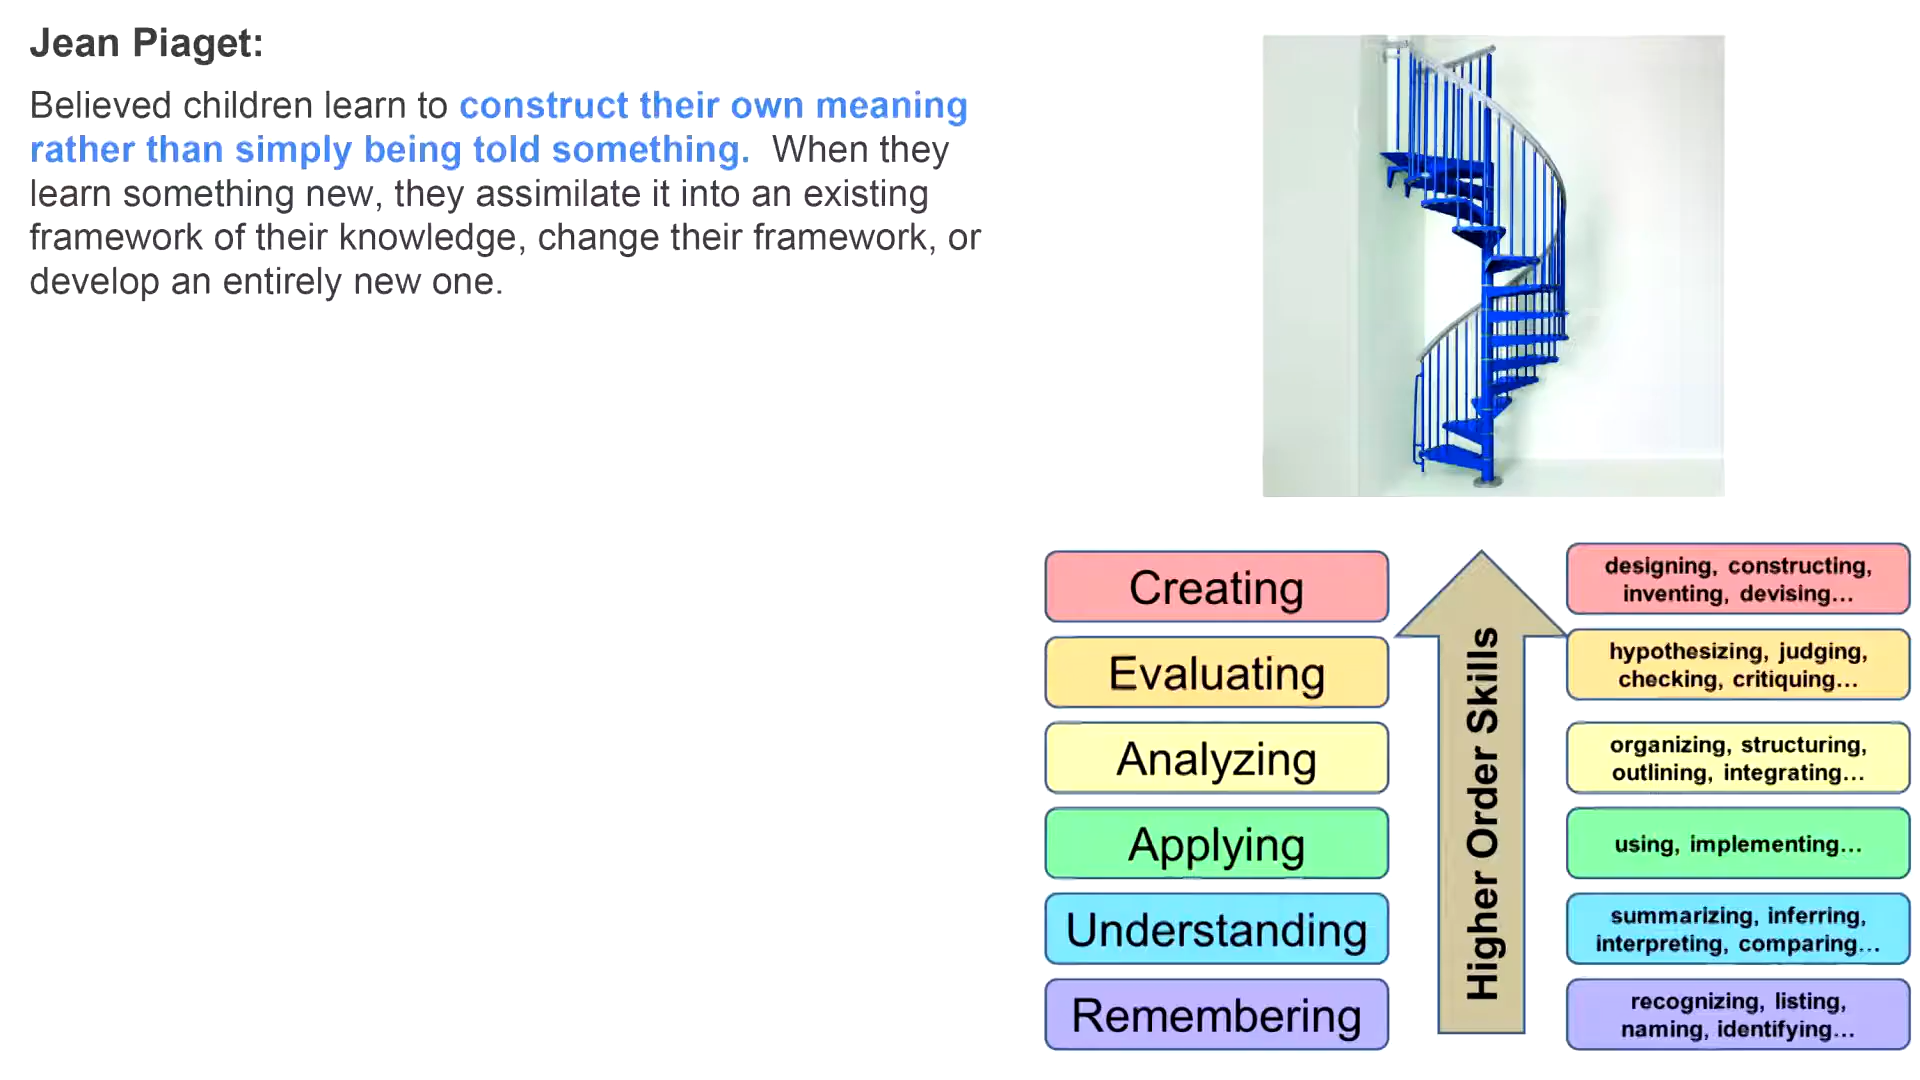 Jean Piaget:
Believed children learn to construct their own meaning
rather than simply being told something. When they
learn something new, they assimilate it into an existing
framework of their knowledge, change their framework, or
develop an entirely new one.
Creating
Evaluating
Analyzing
Applying
Understanding
Remembering
Higher Order Skills
designing, constructing,
inventing, devising...
hypothesizing, judging,
checking, critiquing...
organizing, structuring,
outlining, integrating...
using, implementing...
summarizing, inferring,
interpreting, comparing...
recognizing, listing,
naming, identifying...